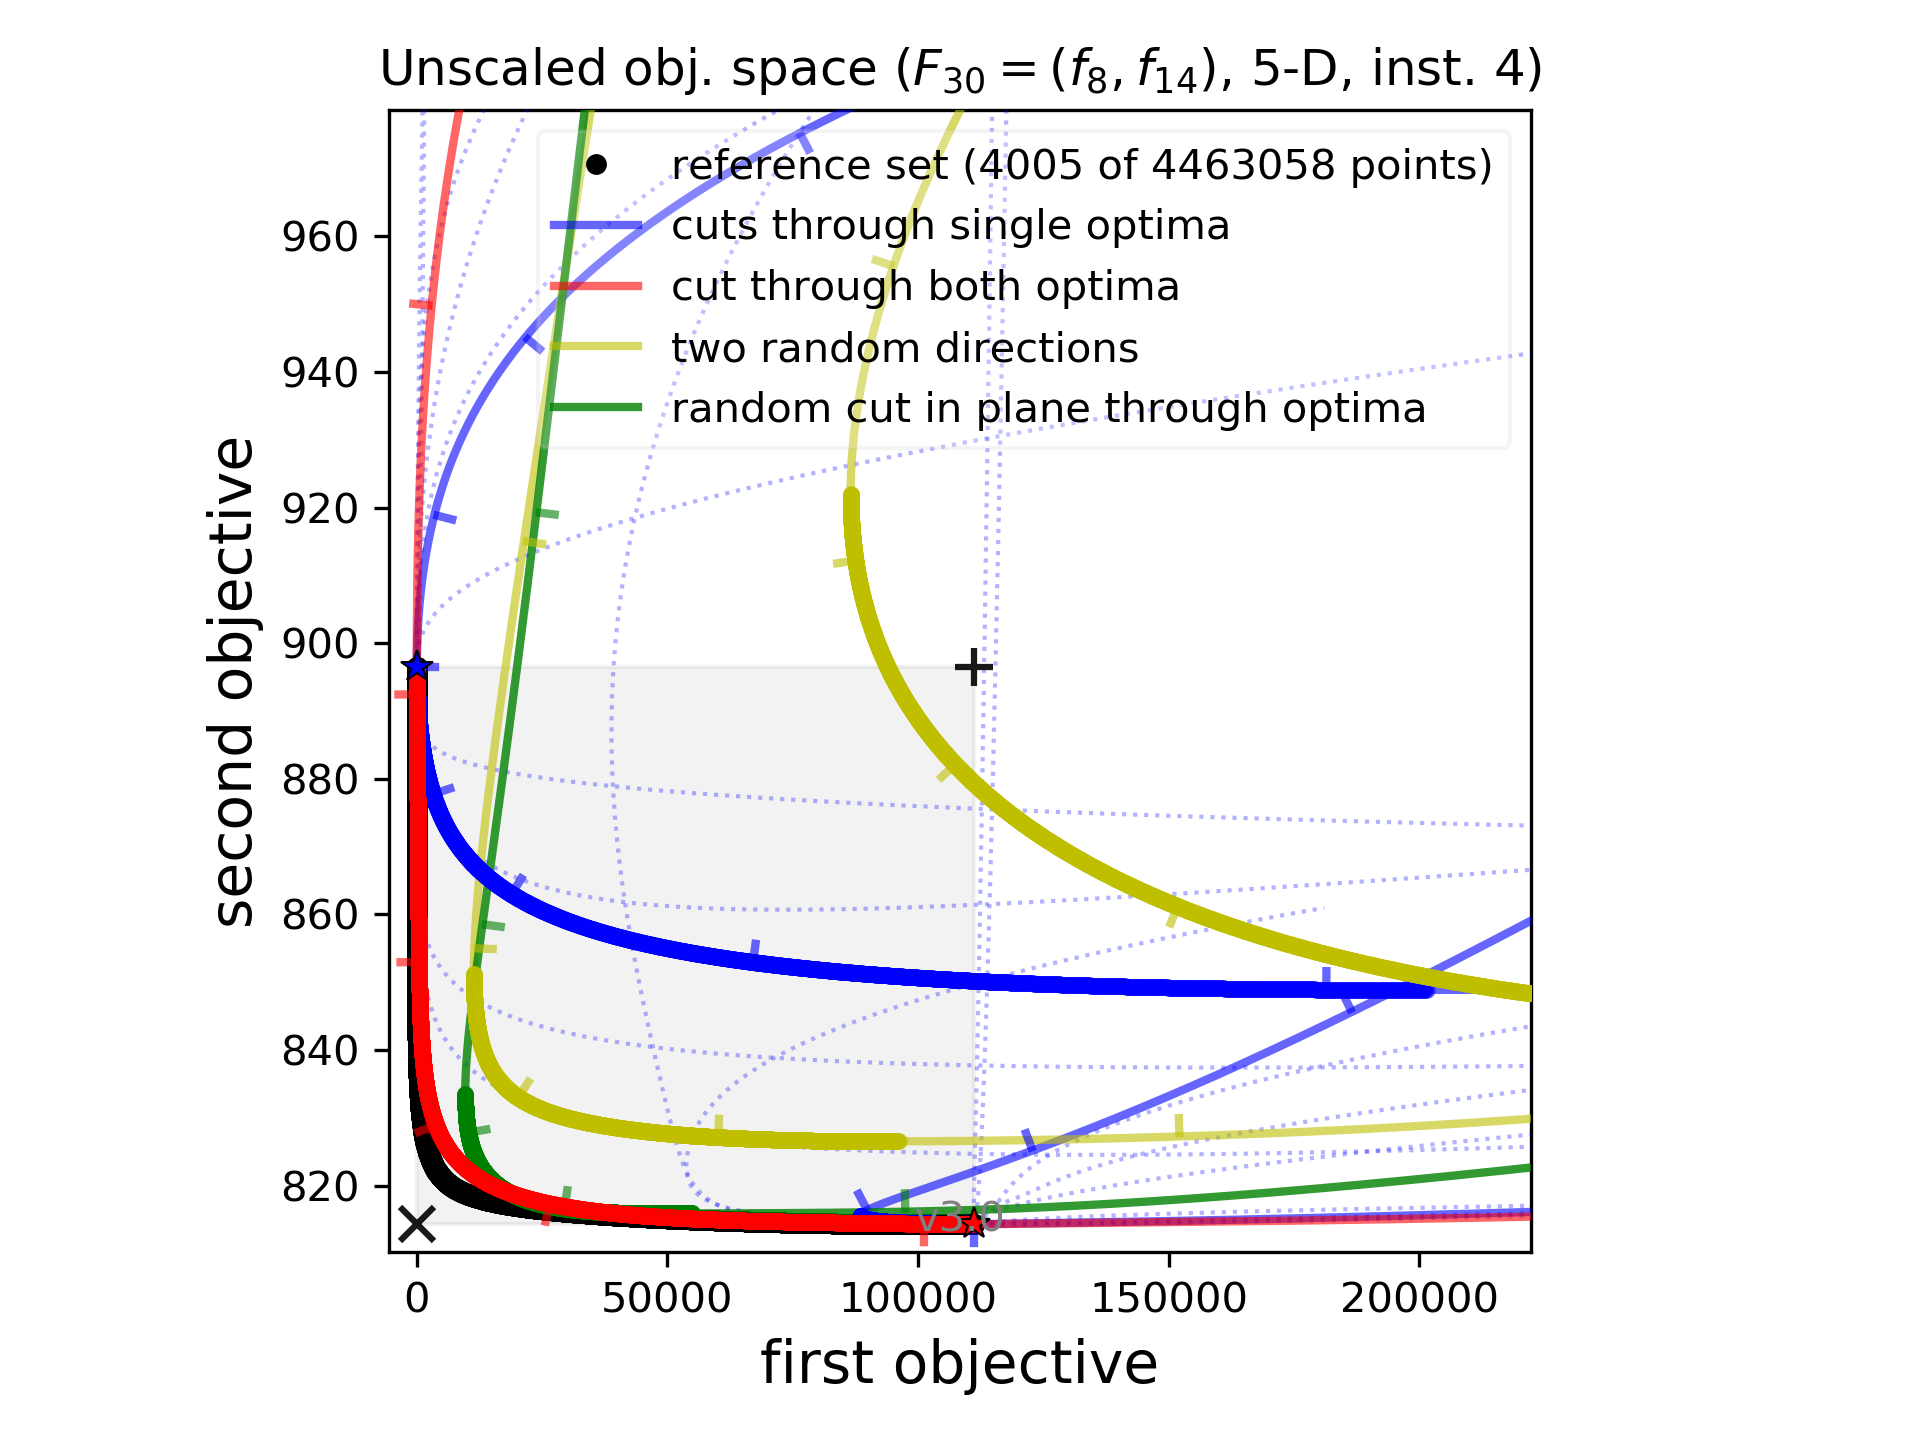 Unscaled obj. space (F₃₀ = (f₈, f₁₄), 5-D, inst. 4)
reference set (4005 of 4463058 points)
cuts through single optima
cut through both optima
two random directions
random cut in plane through optima
second objective
960
940
920
900
880
860
840
820
v3.0
0
50000
100000
150000
200000
first objective